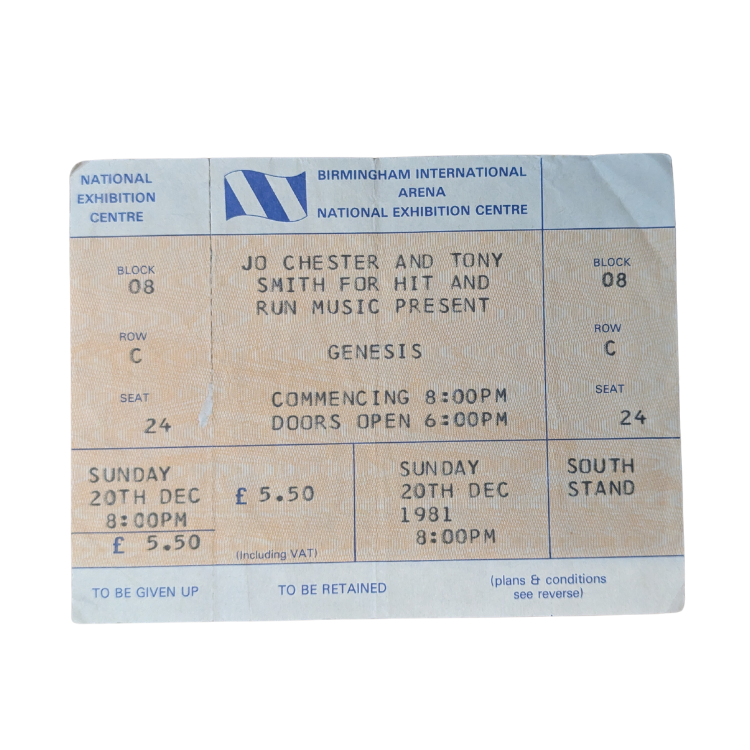 NATIONAL
EXHIBITION
CENTRE
BIRMINGHAM INTERNATIONAL
ARENA
NATIONAL EXHIBITION CENTRE
BLOCK
08
ROW
C
SEAT
24
JO CHESTER AND TONY
SMITH FOR HIT AND
RUN MUSIC PRESENT
GENESIS
COMMENCING 8:00PM
DOORS OPEN 6:00PM
BLOCK
08
ROW
C
SEAT
24
SUNDAY
20TH DEC
8:00PM
£ 5.50
£ 5.50
(Including VAT)
SUNDAY
20TH DEC
1981
8:00PM
SOUTH
STAND
TO BE GIVEN UP
TO BE RETAINED
(plans & conditions
see reverse)